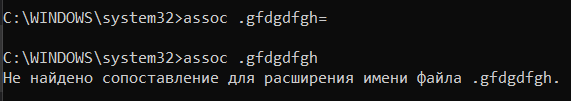 C:\WINDOWS\system32>assoc .gfdgdfgh=
C:\WINDOWS\system32>assoc .gfdgdfgh
Не найдено сопоставление для расширения имени файла .gfdgdfgh.